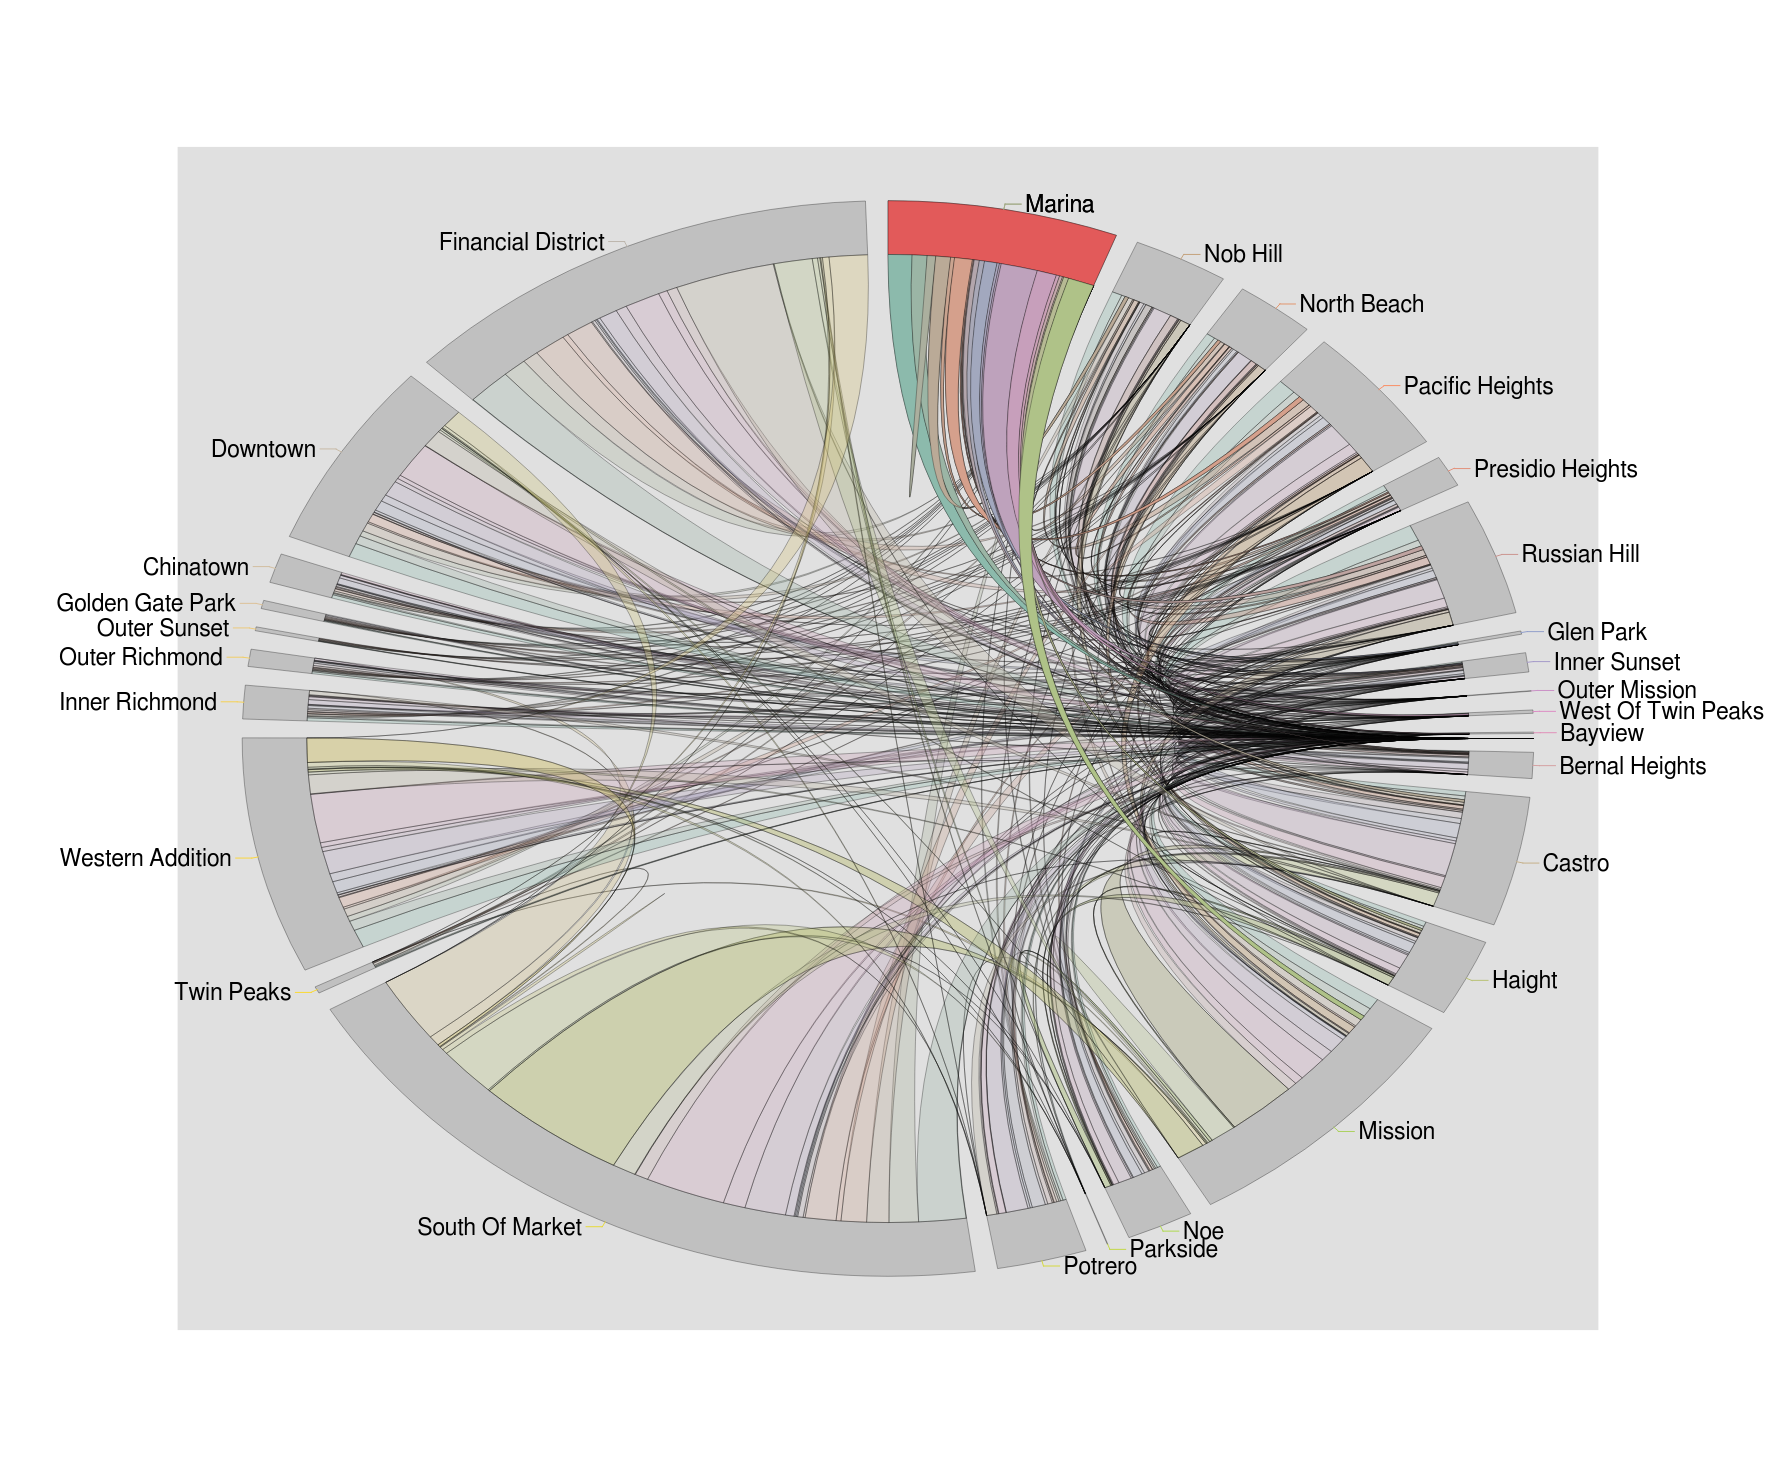 Marina
Financial District
Nob Hill
North Beach
Pacific Heights
Downtown
Presidio Heights
Russian Hill
Chinatown
Golden Gate Park
Outer Sunset
Glen Park
Outer Richmond
Inner Sunset
Outer Mission
Inner Richmond
West Of Twin Peaks
Bayview
Bernal Heights
Western Addition
Castro
Haight
Twin Peaks
Mission
South Of Market
Noe
Parkside
Potrero